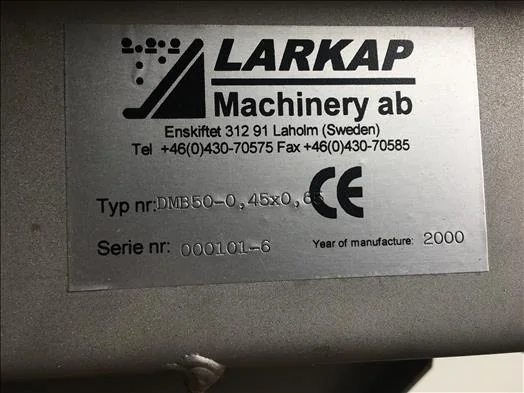 LARKAP
Machinery ab
Enskiftet 312 91 Laholm (Sweden)
Tel +46(0)430-70575 Fax +46(0)430-70585
Typ nr: DMB50-0,45x0,65 CE
Serie nr: 000101-6 Year of manufacture: 2000